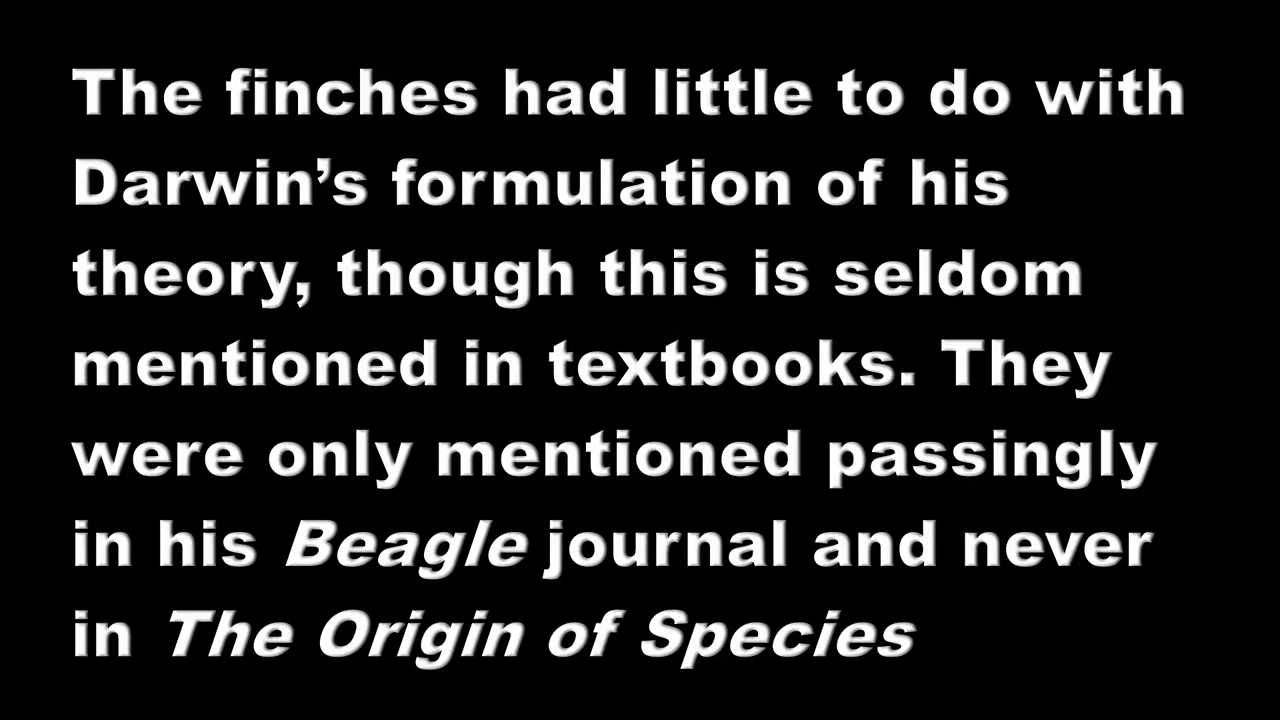 The finches had little to do with
Darwin’s formulation of his
theory, though this is seldom
mentioned in textbooks. They
were only mentioned passingly
in his Beagle journal and never
in The Origin of Species